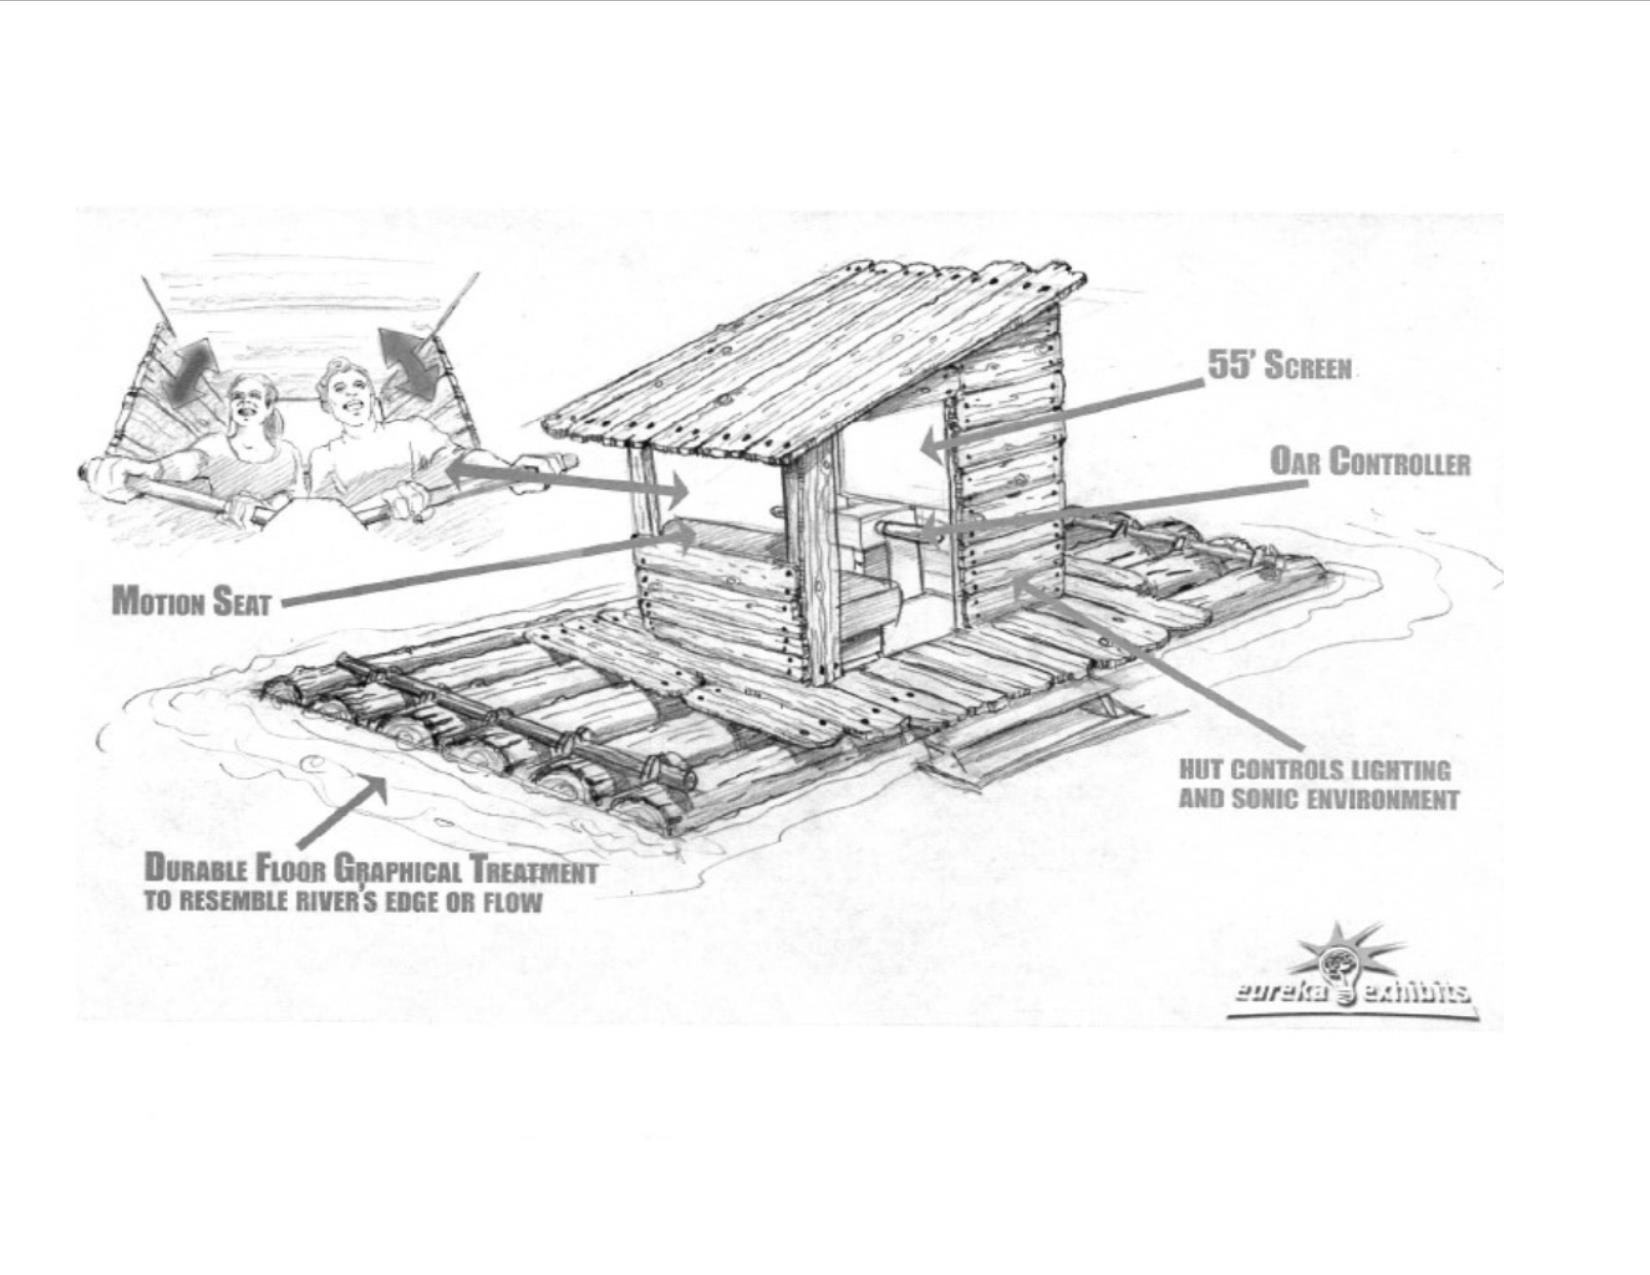 55' SCREEN
OAR CONTROLLER
MOTION SEAT
HUT CONTROLS LIGHTING
AND SONIC ENVIRONMENT
DURABLE FLOOR GRAPHICAL TREATMENT
TO RESEMBLE RIVER'S EDGE OR FLOW
eureka exhibits